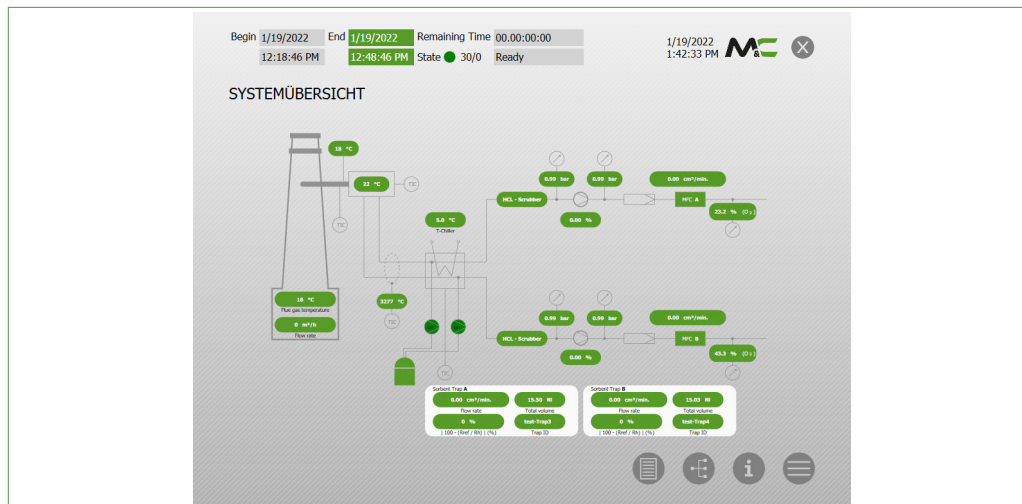 Begin 1/19/2022 End 1/19/2022 Remaining Time 00.00:00:00
12:18:46 PM 12:48:46 PM State 30/0 Ready
1/19/2022
1:42:33 PM M&C X
SYSTEMÜBERSICHT
18 °C
22 °C
TIC
TIC
5.0 °C
T-Chiller
0.99 bar 0.99 bar 0.00 cm³/min.
HCL - Scrubber MFC A
0.00 %
23.2 % (O₂)
18 °C
Flue gas temperature
0 m³/h
Flow rate
3277 °C
TIC
TIC
0.99 bar 0.99 bar 0.00 cm³/min.
HCL - Scrubber MFC B
0.00 %
43.3 % (O₂)
Sorbent Trap A
0.00 cm³/min. 15.50 Nl
Flow rate Total volume
0 % test-Trap3
| 100 - (Rref / Rh) | (%) Trap ID
Sorbent Trap B
0.00 cm³/min. 15.03 Nl
Flow rate Total volume
0 % test-Trap4
| 100 - (Rref / Rh) | (%) Trap ID